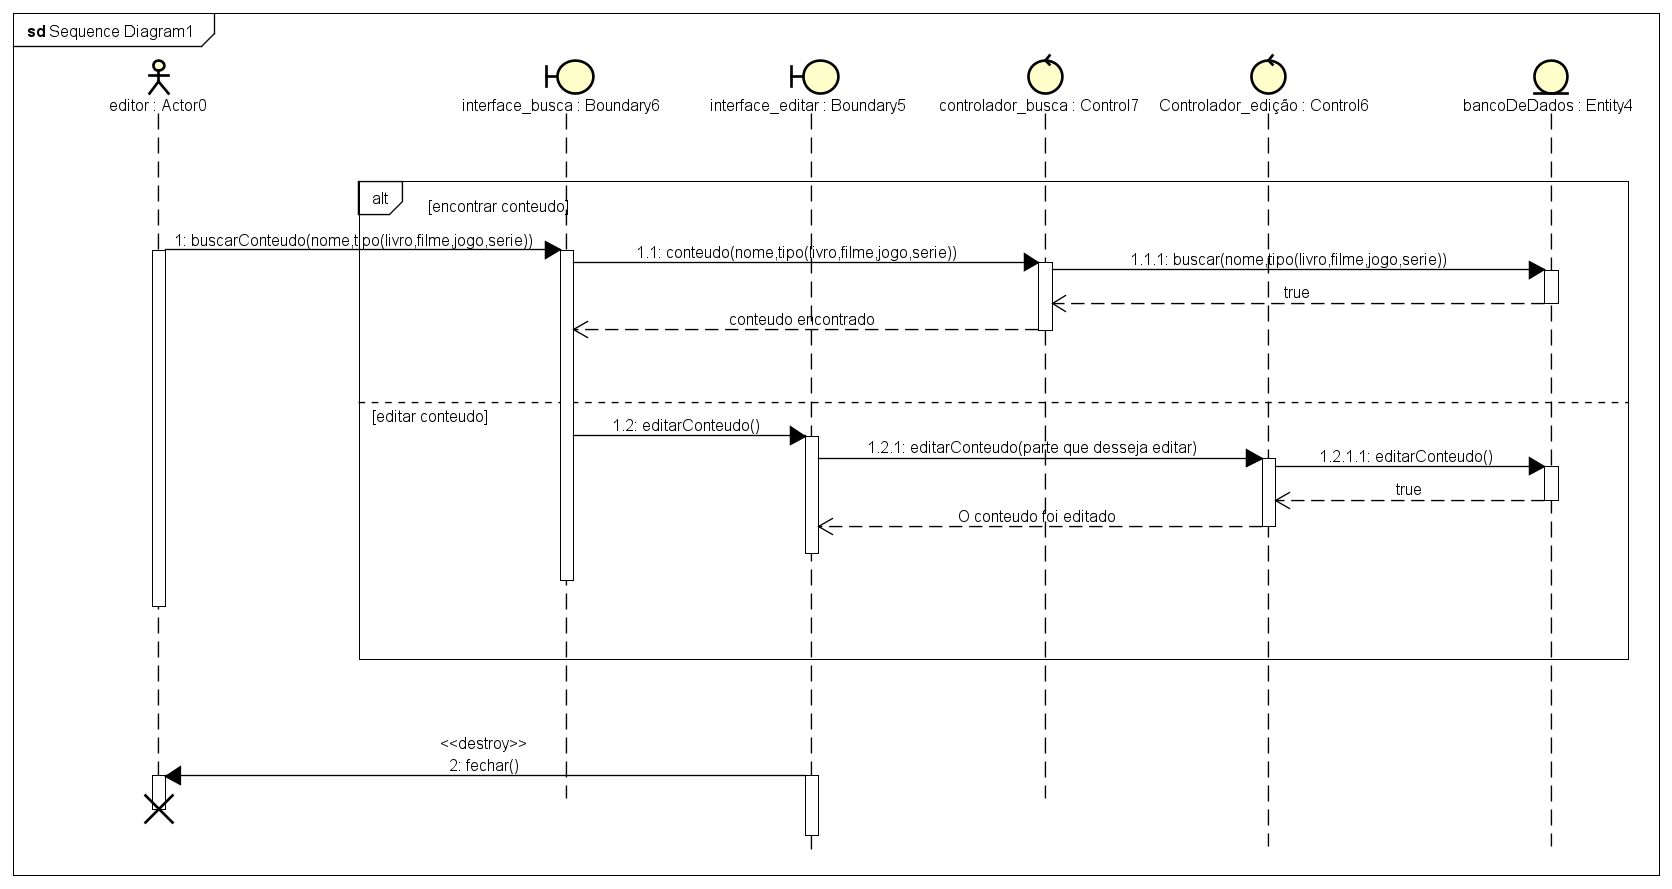 sd Sequence Diagram1
editor : Actor0
interface_busca : Boundary6
interface_editar : Boundary5
controlador_busca : Control7
Controlador_edição : Control6
bancoDeDados : Entity4
alt
[encontrar conteudo]
1: buscarConteudo(nome,tipo(livro,filme,jogo,serie))
1.1: conteudo(nome,tipo(livro,filme,jogo,serie))
1.1.1: buscar(nome,tipo(livro,filme,jogo,serie))
true
conteudo encontrado
[editar conteudo]
1.2: editarConteudo()
1.2.1: editarConteudo(parte que desseja editar)
1.2.1.1: editarConteudo()
true
O conteudo foi editado
<<destroy>>
2: fechar()